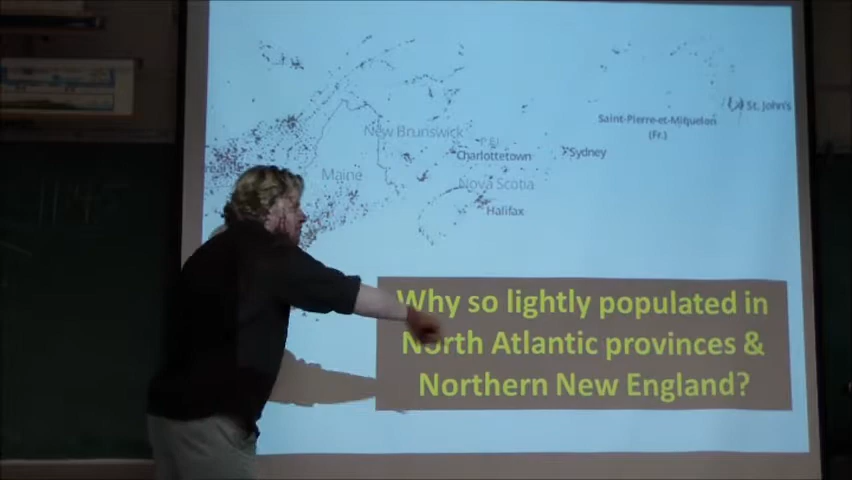 New Brunswick
P.E.I
Charlottetown
Maine
Nova Scotia
Halifax
Sydney
Saint-Pierre-et-Miquelon
(Fr.)
St. John's
Why so lightly populated in
North Atlantic provinces &
Northern New England?